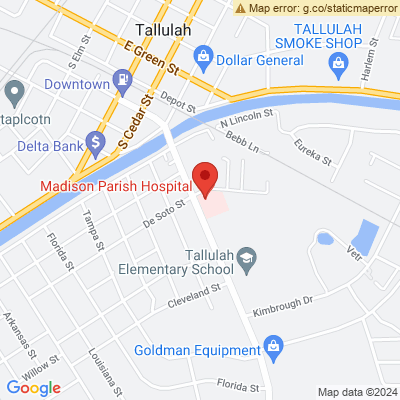 Map error: g.co/staticmaperror
Tallulah
S Elm St
E Green St
TALLULAH
SMOKE SHOP
Harlem St
Dollar General
Downtown
Depot St
S Cedar St
staplcotn
N Lincoln St
Bebb Ln
Eureka St
Delta Bank
Madison Parish Hospital
De Soto St
Tampa St
Florida St
Tallulah
Elementary School
Vetr
Cleveland St
Kimbrough Dr
Arkansas St
Goldman Equipment
Willow St
Louisiana St
Florida St
Google
Map data ©2024